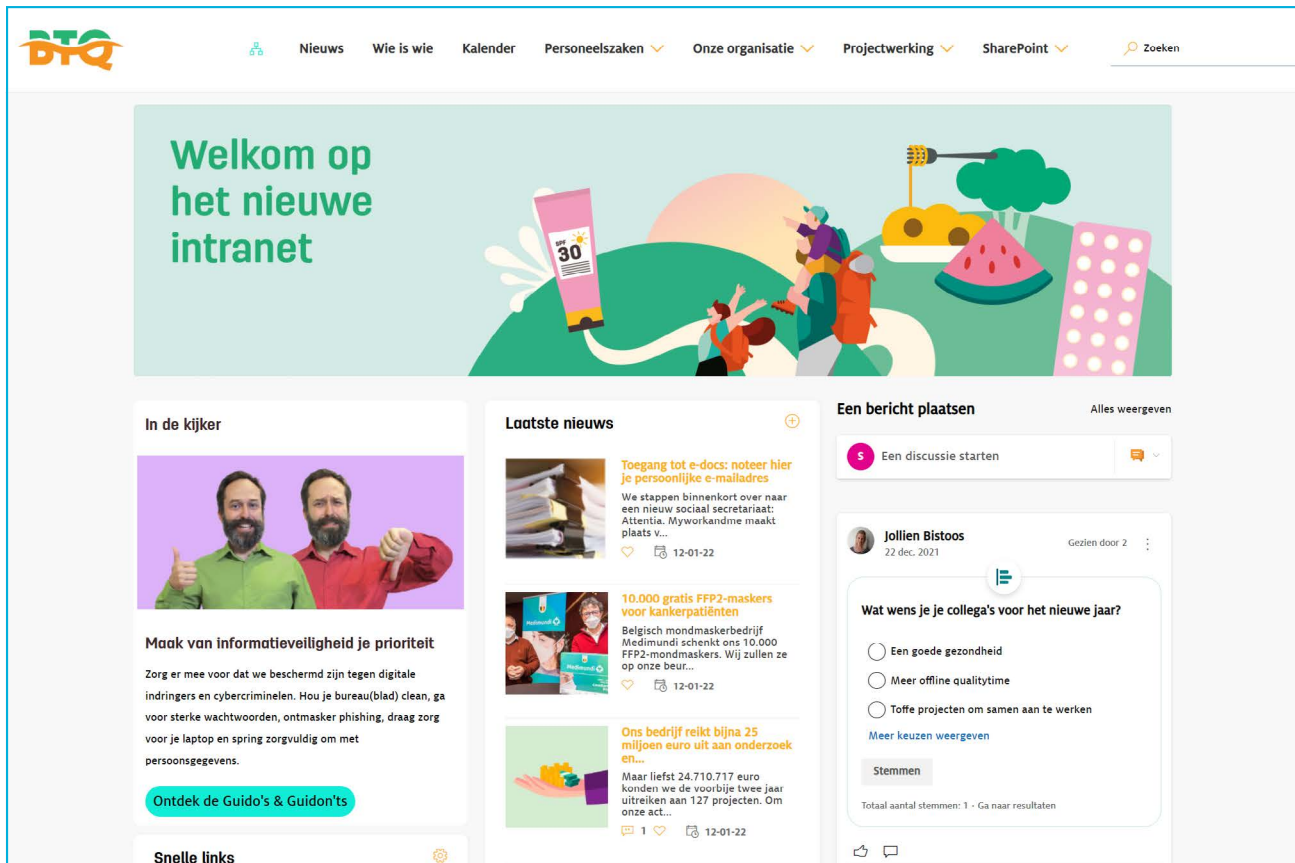 BTQ
Nieuws
Wie is wie
Kalender
Personeelszaken
Onze organisatie
Projectwerking
SharePoint
Zoeken
Welkom op
het nieuwe
intranet
SPF
30
In de kijker
Maak van informatieveiligheid je prioriteit
Zorg er mee voor dat we beschermd zijn tegen digitale
indringers en cybercriminelen. Hou je bureau(blad) clean, ga
voor sterke wachtwoorden, ontmasker phishing, draag zorg
voor je laptop en spring zorgvuldig om met
persoonsgegevens.
Ontdek de Guido's & Guidon'ts
Snelle links
Laatste nieuws
Toegang tot e-docs: noteer hier
je persoonlijke e-mailadres
We stappen binnenkort over naar
een nieuw sociaal secretariaat:
Attentia. Myworkandme maakt
plaats v...
12-01-22
Medimundi
Medimundi
10.000 gratis FFP2-maskers
voor kankerpatiënten
Belgisch mondmaskerbedrijf
Medimundi schenkt ons 10.000
FFP2-mondmaskers. Wij zullen ze
op onze beur...
12-01-22
Ons bedrijf reikt bijna 25
miljoen euro uit aan onderzoek
en...
Maar liefst 24.710.717 euro
konden we de voorbije twee jaar
uitreiken aan 127 projecten. Om
onze act...
1
12-01-22
Een bericht plaatsen
Alles weergeven
S
Een discussie starten
Jollien Bistoos
22 dec. 2021
Gezien door 2
Wat wens je je collega's voor het nieuwe jaar?
Een goede gezondheid
Meer offline qualitytime
Toffe projecten om samen aan te werken
Meer keuzen weergeven
Stemmen
Totaal aantal stemmen: 1 • Ga naar resultaten